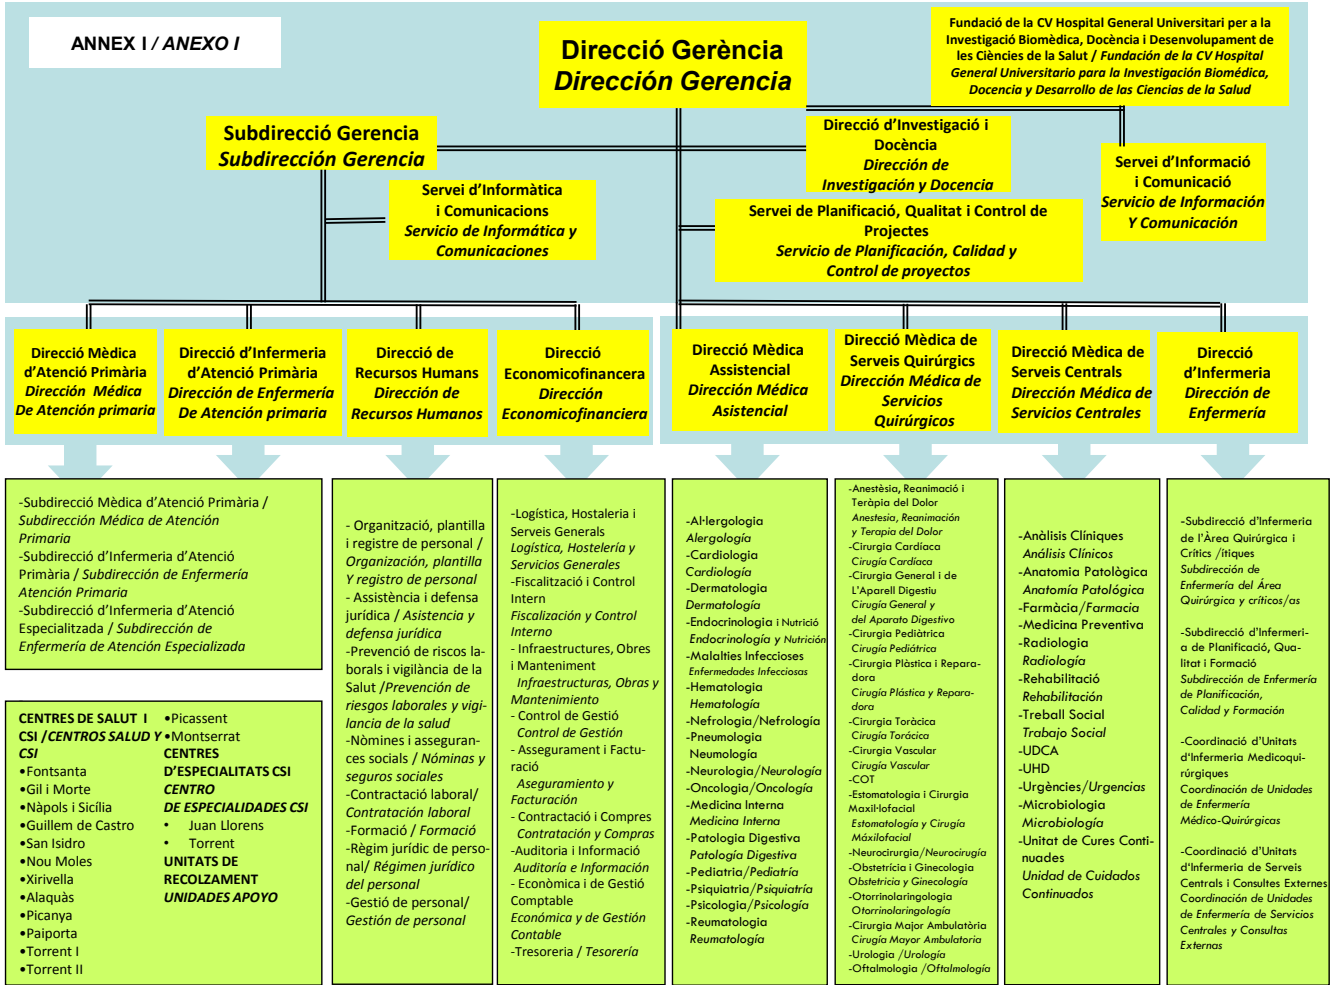 ANNEX I / ANEXO I
Direcció Gerència
Dirección Gerencia
Fundació de la CV Hospital General Universitari per a la
Investigació Biomèdica, Docència i Desenvolupament de
les Ciències de la Salut / Fundación de la CV Hospital
General Universitario para la Investigación Biomédica,
Docencia y Desarrollo de las Ciencias de la Salud
Subdirecció Gerencia
Subdirección Gerencia
Direcció d'Investigació i
Docència
Dirección de
Investigación y Docencia
Servei d'Informació
i Comunicació
Servicio de Información
Y Comunicación
Servei d'Informàtica
i Comunicacions
Servicio de Informática y
Comunicaciones
Servei de Planificació, Qualitat i Control de
Projectes
Servicio de Planificación, Calidad y
Control de proyectos
Direcció Mèdica
d'Atenció Primària
Dirección Médica
De Atención primaria
Direcció d'Infermeria
d'Atenció Primària
Dirección de Enfermería
De Atención primaria
Direcció de
Recursos Humans
Dirección de
Recursos Humanos
Direcció
Economicofinancera
Dirección
Economicofinanciera
Direcció Mèdica
Assistencial
Dirección Médica
Asistencial
Direcció Mèdica de
Serveis Quirúrgics
Dirección Médica de
Servicios
Quirúrgicos
Direcció Mèdica de
Serveis Centrals
Dirección Médica de
Servicios Centrales
Direcció
d'Infermeria
Dirección de
Enfermería
-Subdirecció Mèdica d'Atenció Primària /
Subdirección Médica de Atención
Primaria
-Subdirecció d'Infermeria d'Atenció
Primària / Subdirección de Enfermería
Atención Primaria
-Subdirecció d'Infermeria d'Atenció
Especialitzada / Subdirección de
Enfermería de Atención Especializada
CENTRES DE SALUT I
CSI /CENTROS SALUD Y
CSI
•Fontsanta
•Gil i Morte
•Nàpols i Sicília
•Guillem de Castro
•San Isidro
•Nou Moles
•Xirivella
•Alaquàs
•Picanya
•Paiporta
•Torrent I
•Torrent II
•Picassent
•Montserrat
CENTRES
D'ESPECIALITATS CSI
CENTRO
DE ESPECIALIDADES CSI
• Juan Llorens
• Torrent
UNITATS DE
RECOLZAMENT
UNIDADES APOYO
- Organització, plantilla
i registre de personal /
Organización, plantilla
Y registro de personal
- Assistència i defensa
jurídica / Asistencia y
defensa jurídica
-Prevenció de riscos la-
borals i vigilància de la
Salut /Prevención de
riesgos laborales y vigi-
lancia de la salud
-Nòmines i asseguran-
ces socials / Nóminas y
seguros sociales
-Contractació laboral/
Contratación laboral
-Formació / Formació
-Règim jurídic de perso-
nal/ Régimen jurídico
del personal
-Gestió de personal/
Gestión de personal
-Logística, Hostaleria i
Serveis Generals
Logística, Hostelería y
Servicios Generales
-Fiscalització i Control
Intern
Fiscalización y Control
Interno
- Infraestructures, Obres
i Manteniment
Infraestructuras, Obras y
Mantenimiento
- Control de Gestió
Control de Gestión
- Assegurament i Factu-
ració
Aseguramiento y
Facturación
- Contractació i Compres
Contratación y Compras
-Auditoria i Informació
Auditoría e Información
- Econòmica i de Gestió
Comptable
Económica y de Gestión
Contable
-Tresoreria / Tesorería
-Al·lergologia
Alergología
-Cardiologia
Cardiología
-Dermatologia
Dermatología
-Endocrinologia i Nutrició
Endocrinología y Nutrición
-Malalties Infeccioses
Enfermedades Infecciosas
-Hematologia
Hematología
-Nefrologia/Nefrología
-Pneumologia
Neumología
-Neurologia/Neurología
-Oncologia/Oncología
-Medicina Interna
Medicina Interna
-Patologia Digestiva
Patología Digestiva
-Pediatria/Pediatría
-Psiquiatria/Psiquiatría
-Psicologia/Psicología
-Reumatologia
Reumatología
-Anestèsia, Reanimació i
Teràpia del Dolor
Anestesia, Reanimación
y Terapia del Dolor
-Cirurgia Cardíaca
Cirugía Cardíaca
-Cirurgia General i de
L'Aparell Digestiu
Cirugía General y
del Aparato Digestivo
-Cirurgia Pediàtrica
Cirugía Pediátrica
-Cirurgia Plàstica i Repara-
dora
Cirugía Plástica y Repara-
dora
-Cirurgia Toràcica
Cirugía Torácica
-Cirurgia Vascular
Cirugía Vascular
-COT
-Estomatologia i Cirurgia
Maxil·lofacial
Estomatología y Cirugía
Máxilofacial
-Neurocirurgia/Neurocirugía
-Obstetrícia i Ginecologia
Obstetricia y Ginecología
-Otorrinolaringologia
Otorrinolaringología
-Cirurgia Major Ambulatòria
Cirugía Mayor Ambulatoria
-Urologia /Urología
-Oftalmologia /Oftalmología
-Anàlisis Clíniques
Análisis Clínicos
-Anatomia Patològica
Anatomía Patológica
-Farmàcia/Farmacia
-Medicina Preventiva
-Radiologia
Radiología
-Rehabilitació
Rehabilitación
-Treball Social
Trabajo Social
-UDCA
-UHD
-Urgències/Urgencias
-Microbiologia
Microbiología
-Unitat de Cures Conti-
nuades
Unidad de Cuidados
Continuados
-Subdirecció d'Infermeria
de l'Àrea Quirúrgica i
Crítics /ítiques
Subdirección de
Enfermería del Área
Quirúrgica y críticos/as
-Subdirecció d'Infermeri-
a de Planificació, Qua-
litat i Formació
Subdirección de Enfermería
de Planificación,
Calidad y Formación
-Coordinació d'Unitats
d'Infermeria Medicoqui-
rúrgiques
Coordinación de Unidades
de Enfermería
Médico-Quirúrgicas
-Coordinació d'Unitats
d'Infermeria de Serveis
Centrals i Consultes Externes
Coordinación de Unidades
de Enfermería de Servicios
Centrales y Consultas
Externas